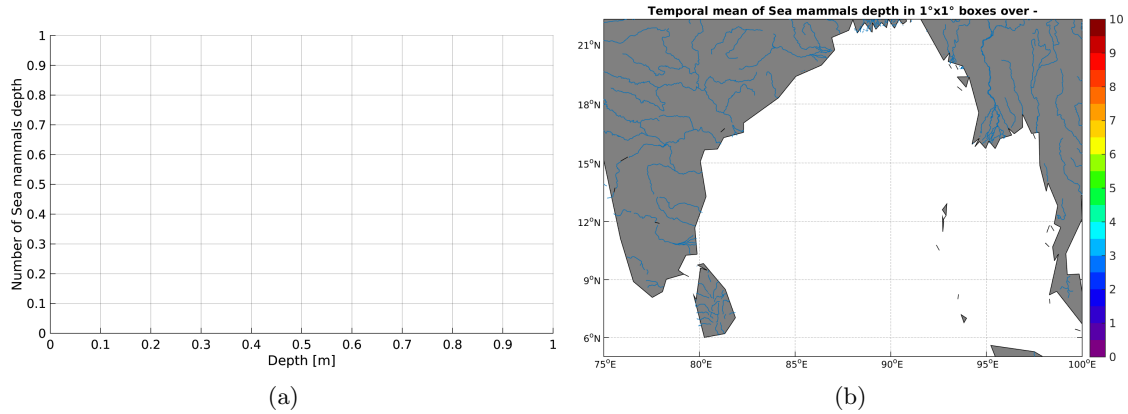 Number of Sea mammals depth
1
0.9
0.8
0.7
0.6
0.5
0.4
0.3
0.2
0.1
0
0 0.1 0.2 0.3 0.4 0.5 0.6 0.7 0.8 0.9 1
Depth [m]
(a)
Temporal mean of Sea mammals depth in 1°x1° boxes over -
21°N
18°N
15°N
12°N
9°N
6°N
75°E 80°E 85°E 90°E 95°E 100°E
10
9
8
7
6
5
4
3
2
1
0
(b)